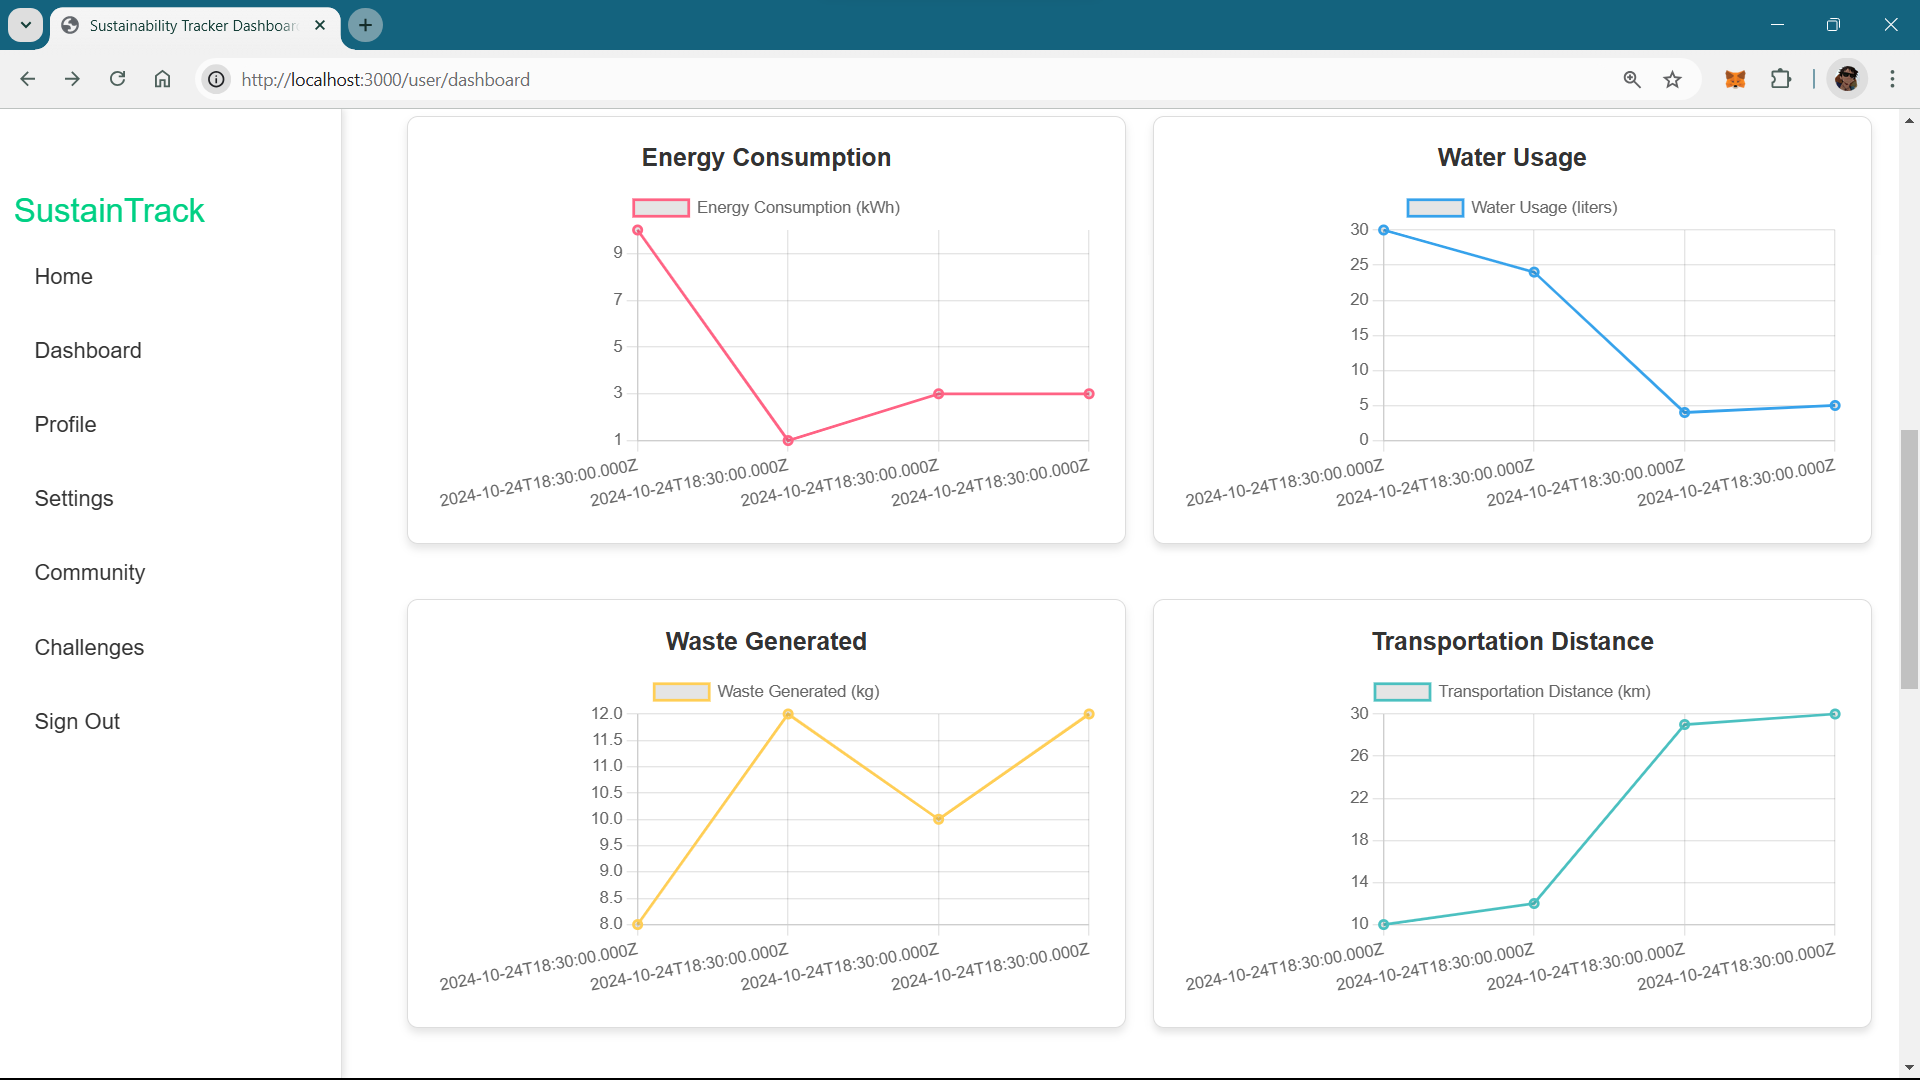 Sustainability Tracker Dashboar
http://localhost:3000/user/dashboard
SustainTrack
Home
Dashboard
Profile
Settings
Community
Challenges
Sign Out
Energy Consumption
Energy Consumption (kWh)
9
7
5
3
1
2024-10-24T18:30:00.000Z
2024-10-24T18:30:00.000Z
2024-10-24T18:30:00.000Z
2024-10-24T18:30:00.000Z
Water Usage
Water Usage (liters)
30
25
20
15
10
5
0
2024-10-24T18:30:00.000Z
2024-10-24T18:30:00.000Z
2024-10-24T18:30:00.000Z
2024-10-24T18:30:00.000Z
Waste Generated
Waste Generated (kg)
12.0
11.5
11.0
10.5
10.0
9.5
9.0
8.5
8.0
2024-10-24T18:30:00.000Z
2024-10-24T18:30:00.000Z
2024-10-24T18:30:00.000Z
2024-10-24T18:30:00.000Z
Transportation Distance
Transportation Distance (km)
30
26
22
18
14
10
2024-10-24T18:30:00.000Z
2024-10-24T18:30:00.000Z
2024-10-24T18:30:00.000Z
2024-10-24T18:30:00.000Z